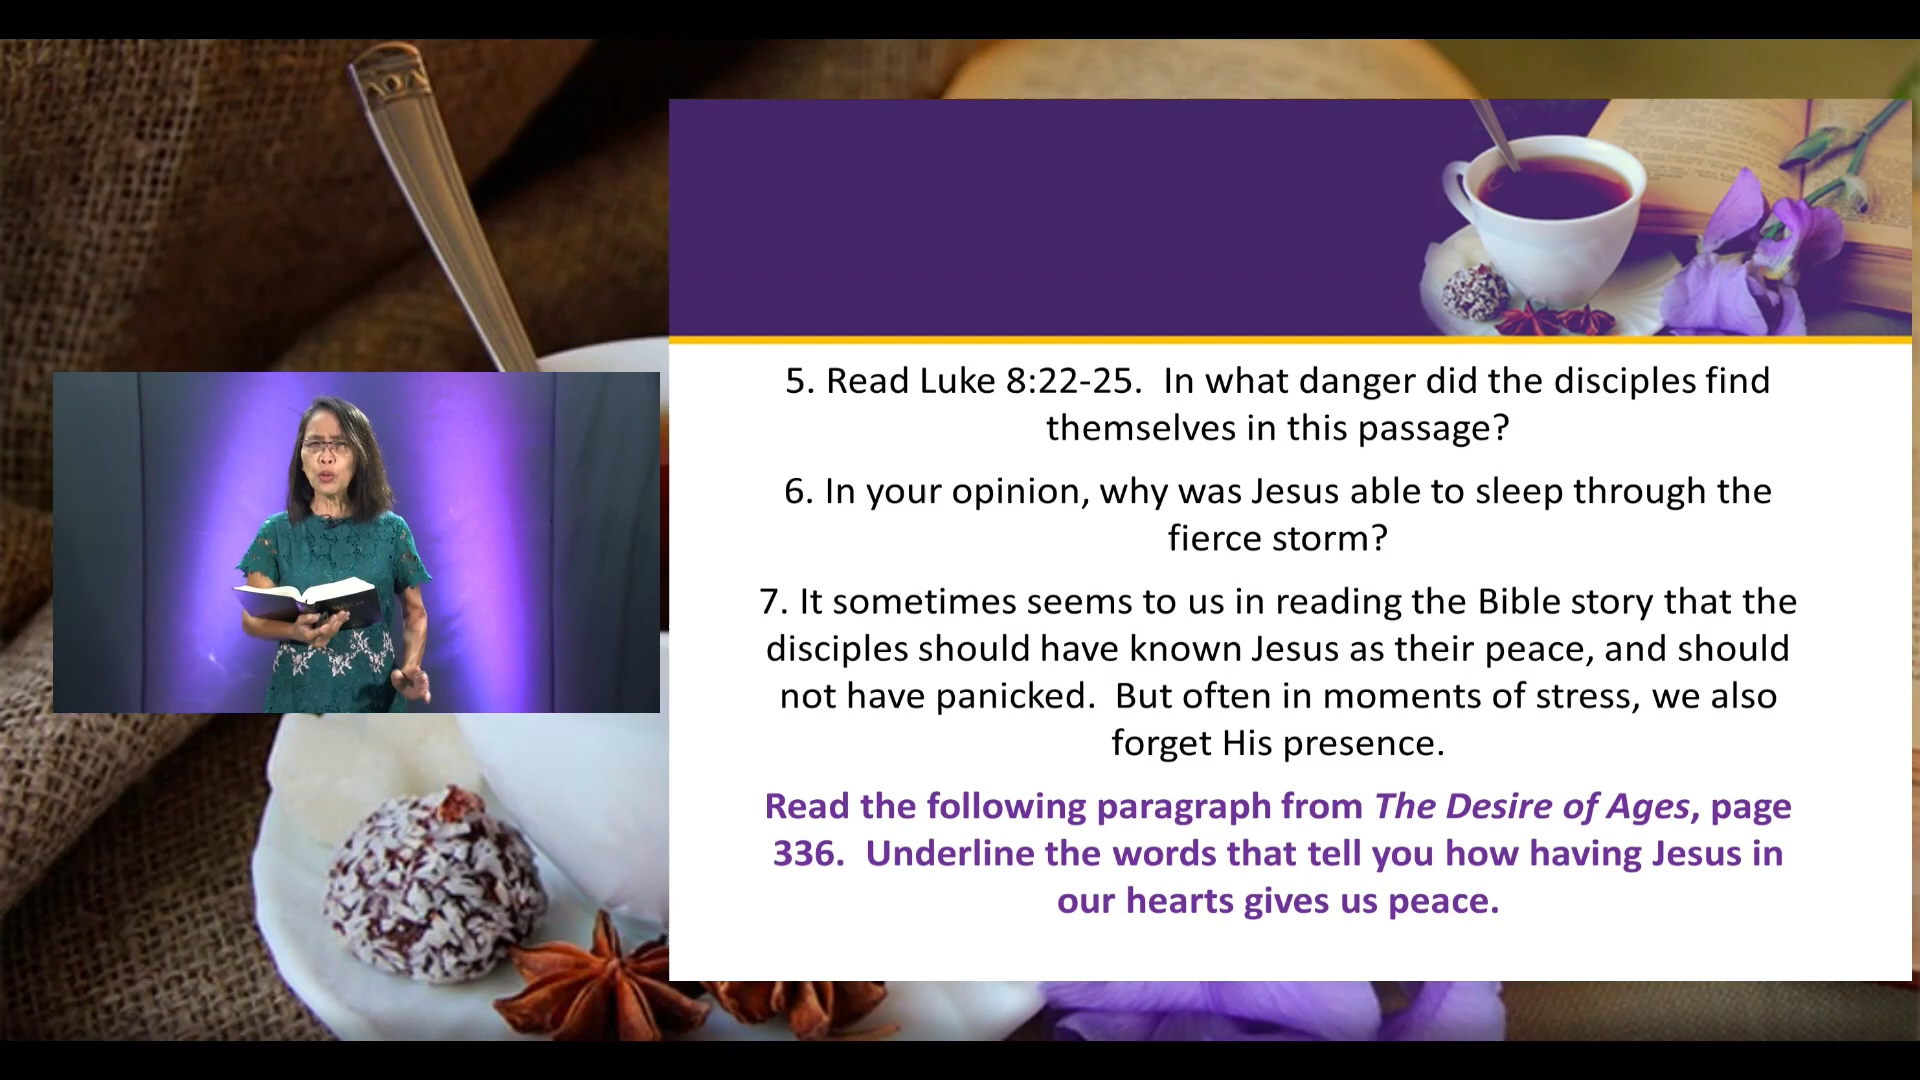 5. Read Luke 8:22-25.  In what danger did the disciples find
themselves in this passage?
6. In your opinion, why was Jesus able to sleep through the
fierce storm?
7. It sometimes seems to us in reading the Bible story that the
disciples should have known Jesus as their peace, and should
not have panicked.  But often in moments of stress, we also
forget His presence.
Read the following paragraph from The Desire of Ages, page
336.  Underline the words that tell you how having Jesus in
our hearts gives us peace.